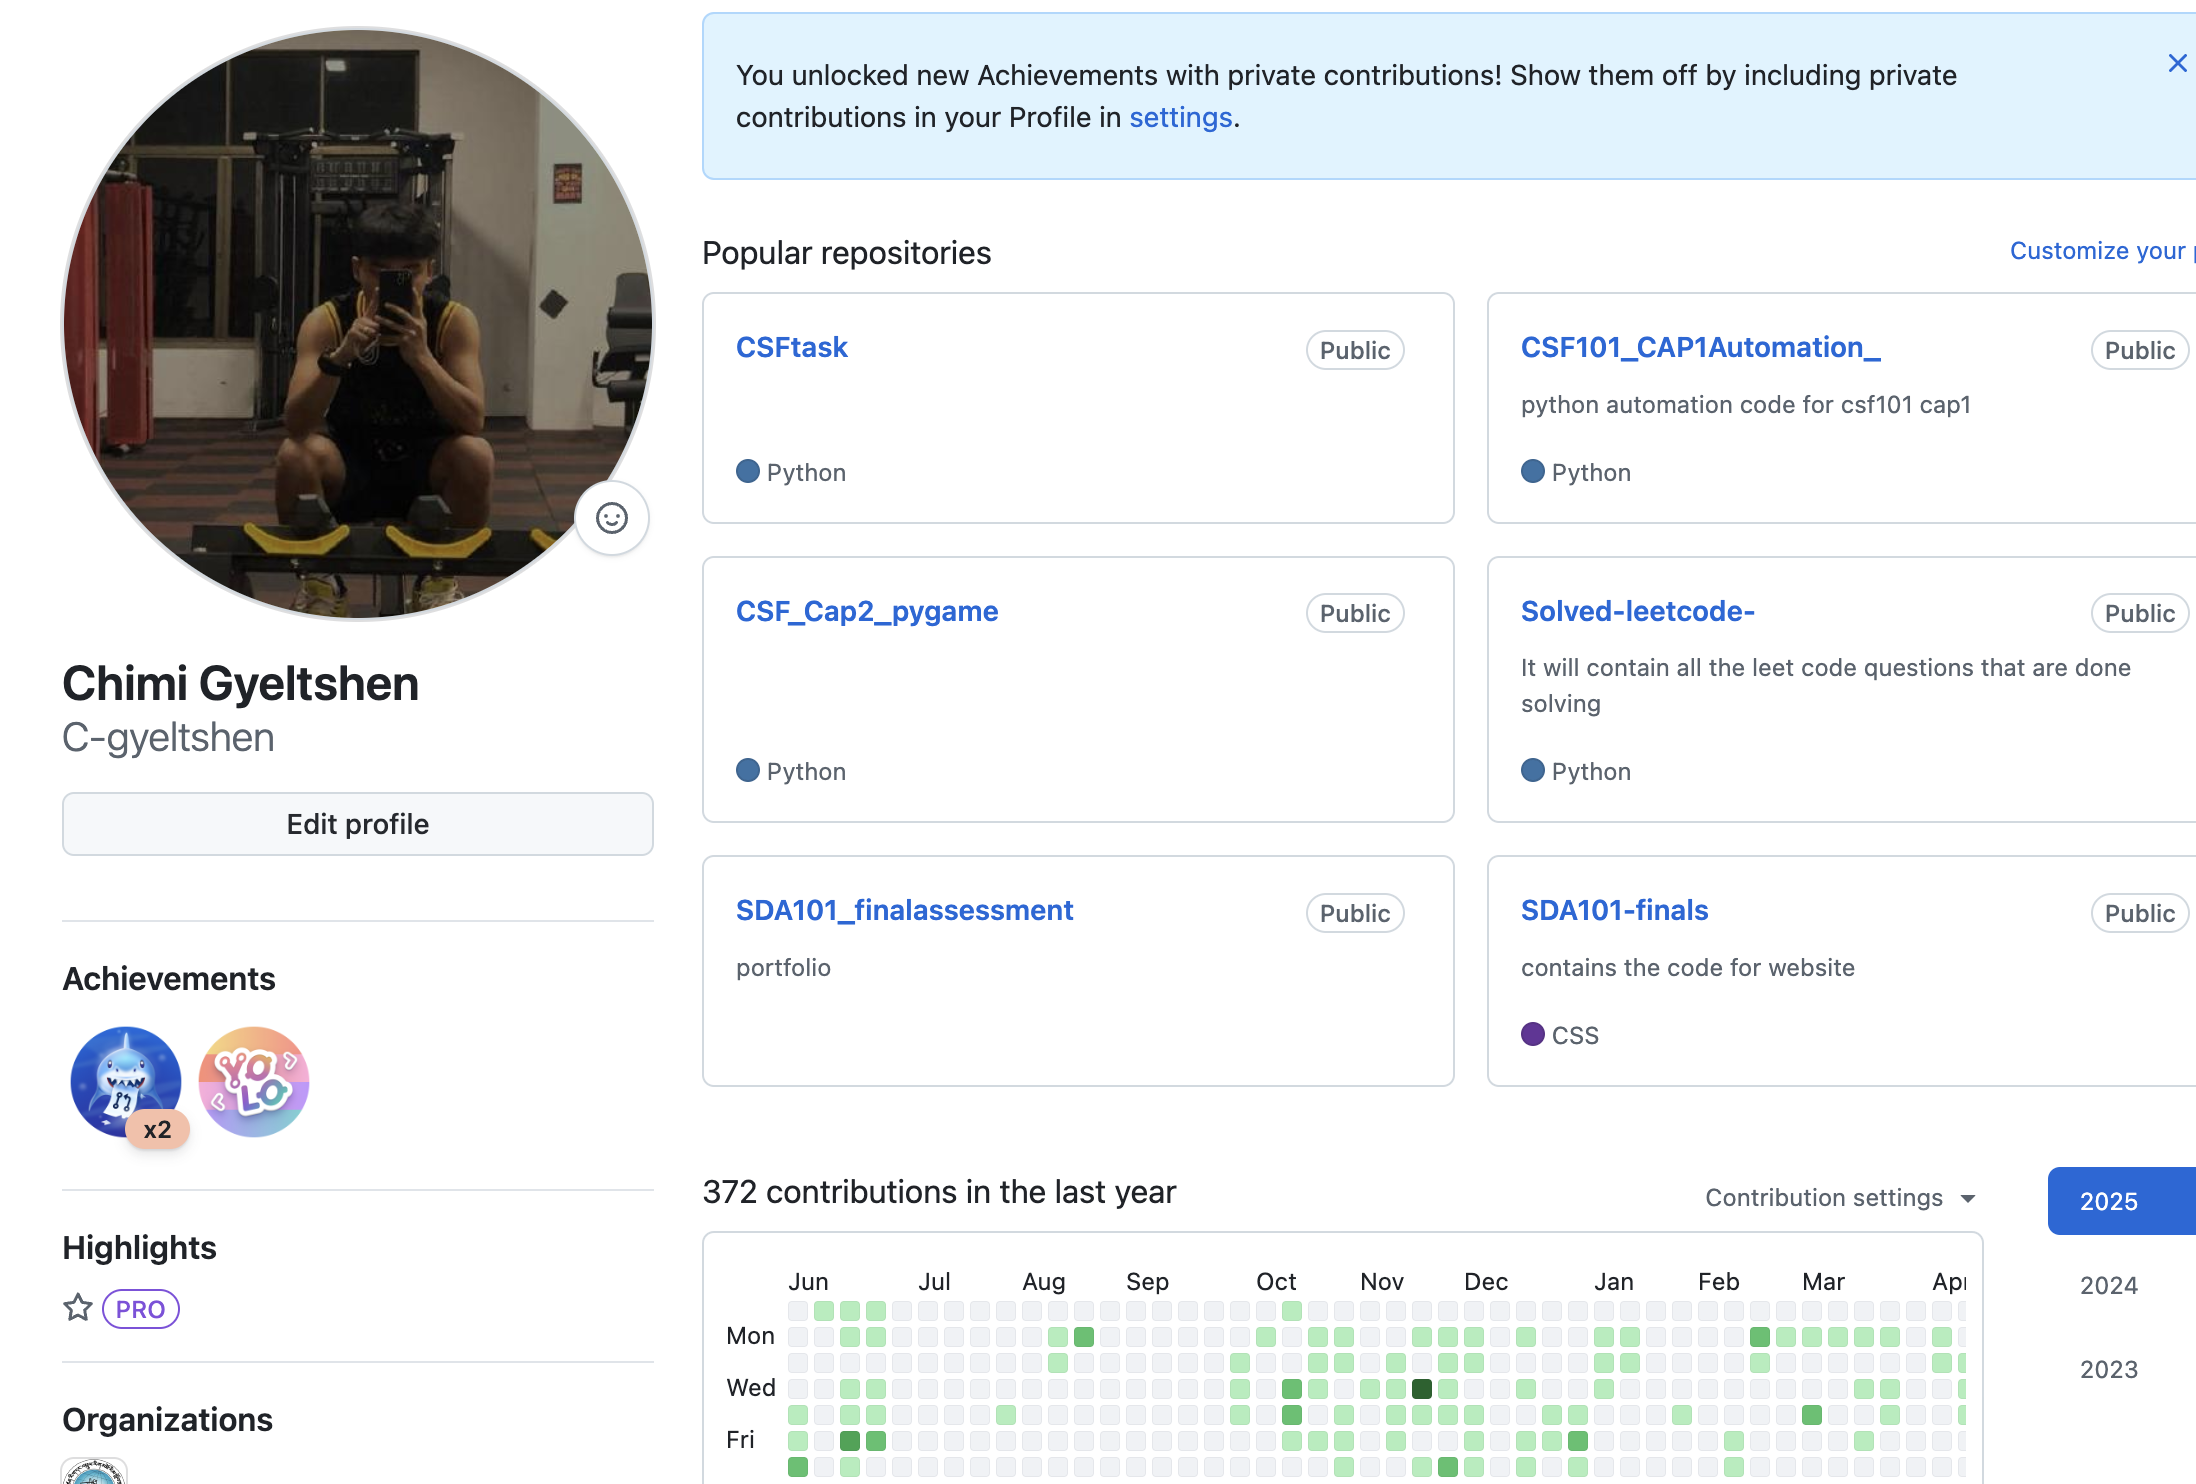 You unlocked new Achievements with private contributions! Show them off by including private
contributions in your Profile in settings.
Popular repositories
Customize your
CSFtask
Public
Python
CSF101_CAP1Automation_
Public
python automation code for csf101 cap1
Python
CSF_Cap2_pygame
Public
Python
Solved-leetcode-
Public
It will contain all the leet code questions that are done
solving
Python
SDA101_finalassessment
Public
portfolio
SDA101-finals
Public
contains the code for website
CSS
Chimi Gyeltshen
C-gyeltshen
Edit profile
Achievements
x2
YOLO
Highlights
PRO
Organizations
372 contributions in the last year
Contribution settings
2025
2024
2023
Jun Jul Aug Sep Oct Nov Dec Jan Feb Mar Apr
Mon
Wed
Fri